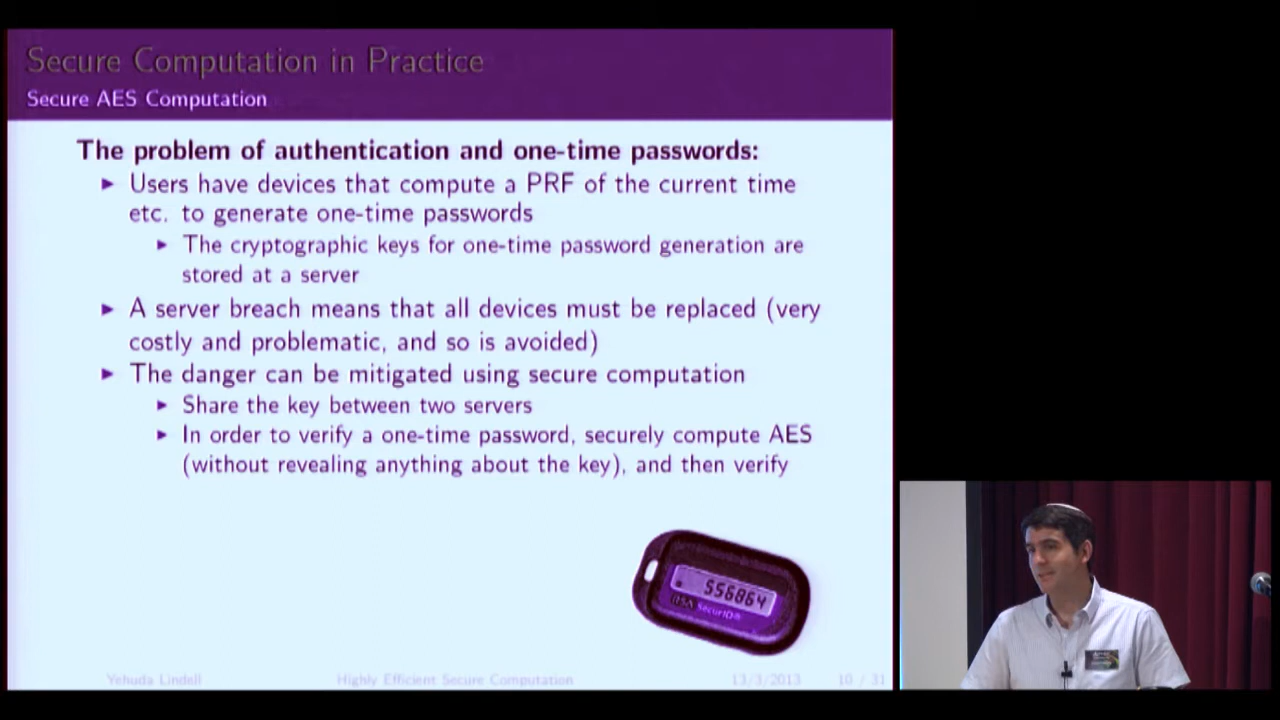 Secure Computation in Practice
Secure AES Computation
The problem of authentication and one-time passwords:
▶ Users have devices that compute a PRF of the current time
etc. to generate one-time passwords
▶ The cryptographic keys for one-time password generation are
stored at a server
▶ A server breach means that all devices must be replaced (very
costly and problematic, and so is avoided)
▶ The danger can be mitigated using secure computation
▶ Share the key between two servers
▶ In order to verify a one-time password, securely compute AES
(without revealing anything about the key), and then verify
556864
RSA SecurID®
Yehuda Lindell Highly Efficient Secure Computation 13/3/2013 10 / 31